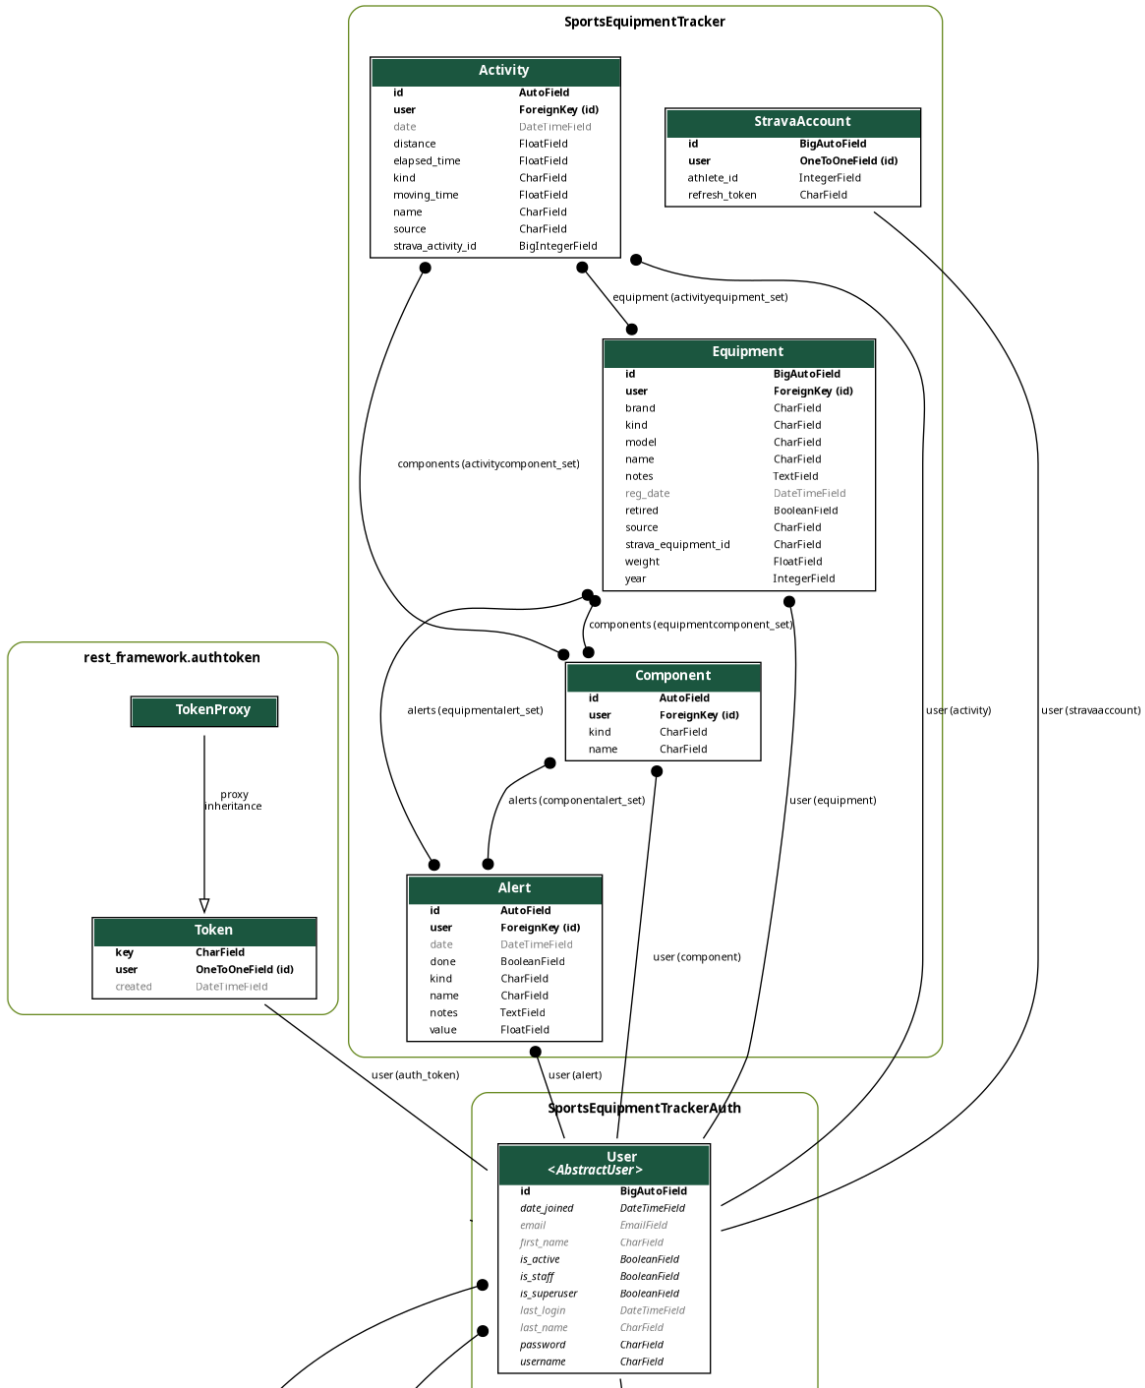 SportsEquipmentTracker
Activity
id AutoField
user ForeignKey (id)
date DateTimeField
distance FloatField
elapsed_time FloatField
kind CharField
moving_time FloatField
name CharField
source CharField
strava_activity_id BigIntegerField
StravaAccount
id BigAutoField
user OneToOneField (id)
athlete_id IntegerField
refresh_token CharField
equipment (activityequipment_set)
Equipment
id BigAutoField
user ForeignKey (id)
brand CharField
kind CharField
model CharField
name CharField
notes TextField
reg_date DateTimeField
retired BooleanField
source CharField
strava_equipment_id CharField
weight FloatField
year IntegerField
components (activitycomponent_set)
components (equipmentcomponent_set)
rest_framework.authtoken
TokenProxy
proxy
inheritance
Token
key CharField
user OneToOneField (id)
created DateTimeField
Component
id AutoField
user ForeignKey (id)
kind CharField
name CharField
alerts (equipmentalert_set)
user (activity)
user (stravaaccount)
alerts (componentalert_set)
user (equipment)
Alert
id AutoField
user ForeignKey (id)
date DateTimeField
done BooleanField
kind CharField
name CharField
notes TextField
value FloatField
user (component)
user (auth_token)
user (alert)
SportsEquipmentTrackerAuth
User
<AbstractUser>
id BigAutoField
date_joined DateTimeField
email EmailField
first_name CharField
is_active BooleanField
is_staff BooleanField
is_superuser BooleanField
last_login DateTimeField
last_name CharField
password CharField
username CharField